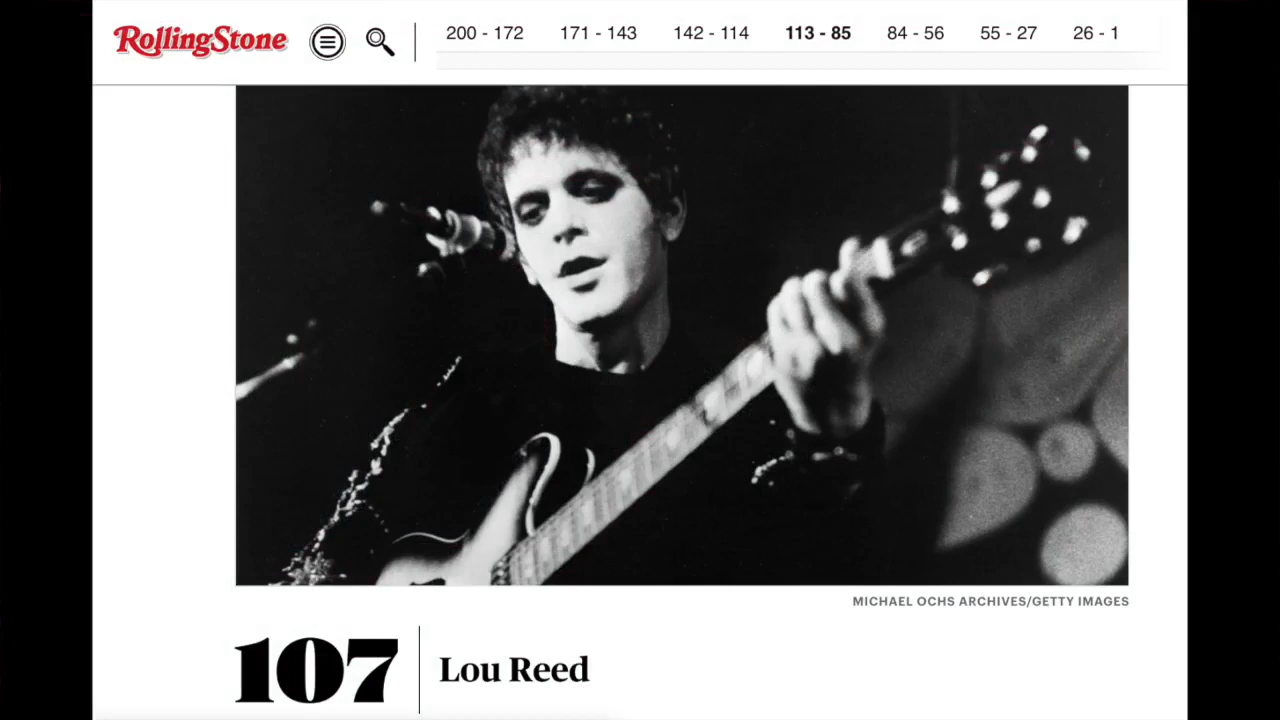 RollingStone
200 - 172 171 - 143 142 - 114 113 - 85 84 - 56 55 - 27 26 - 1
MICHAEL OCHS ARCHIVES/GETTY IMAGES
107 Lou Reed